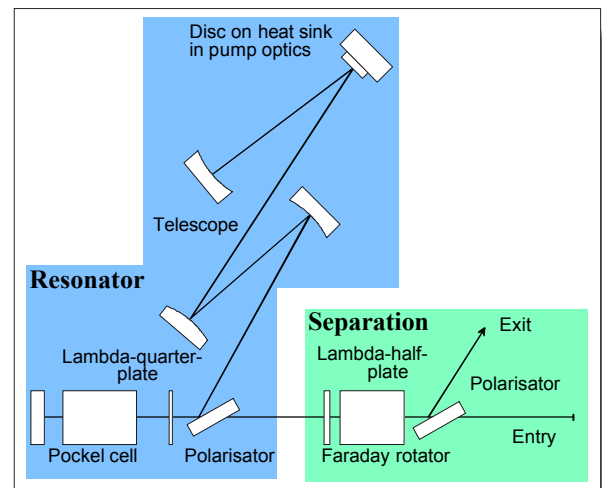 Disc on heat sink
in pump optics
Telescope
Resonator
Separation
Lambda-quarter-
plate
Lambda-half-
plate
Exit
Polarisator
Pockel cell
Polarisator
Faraday rotator
Entry